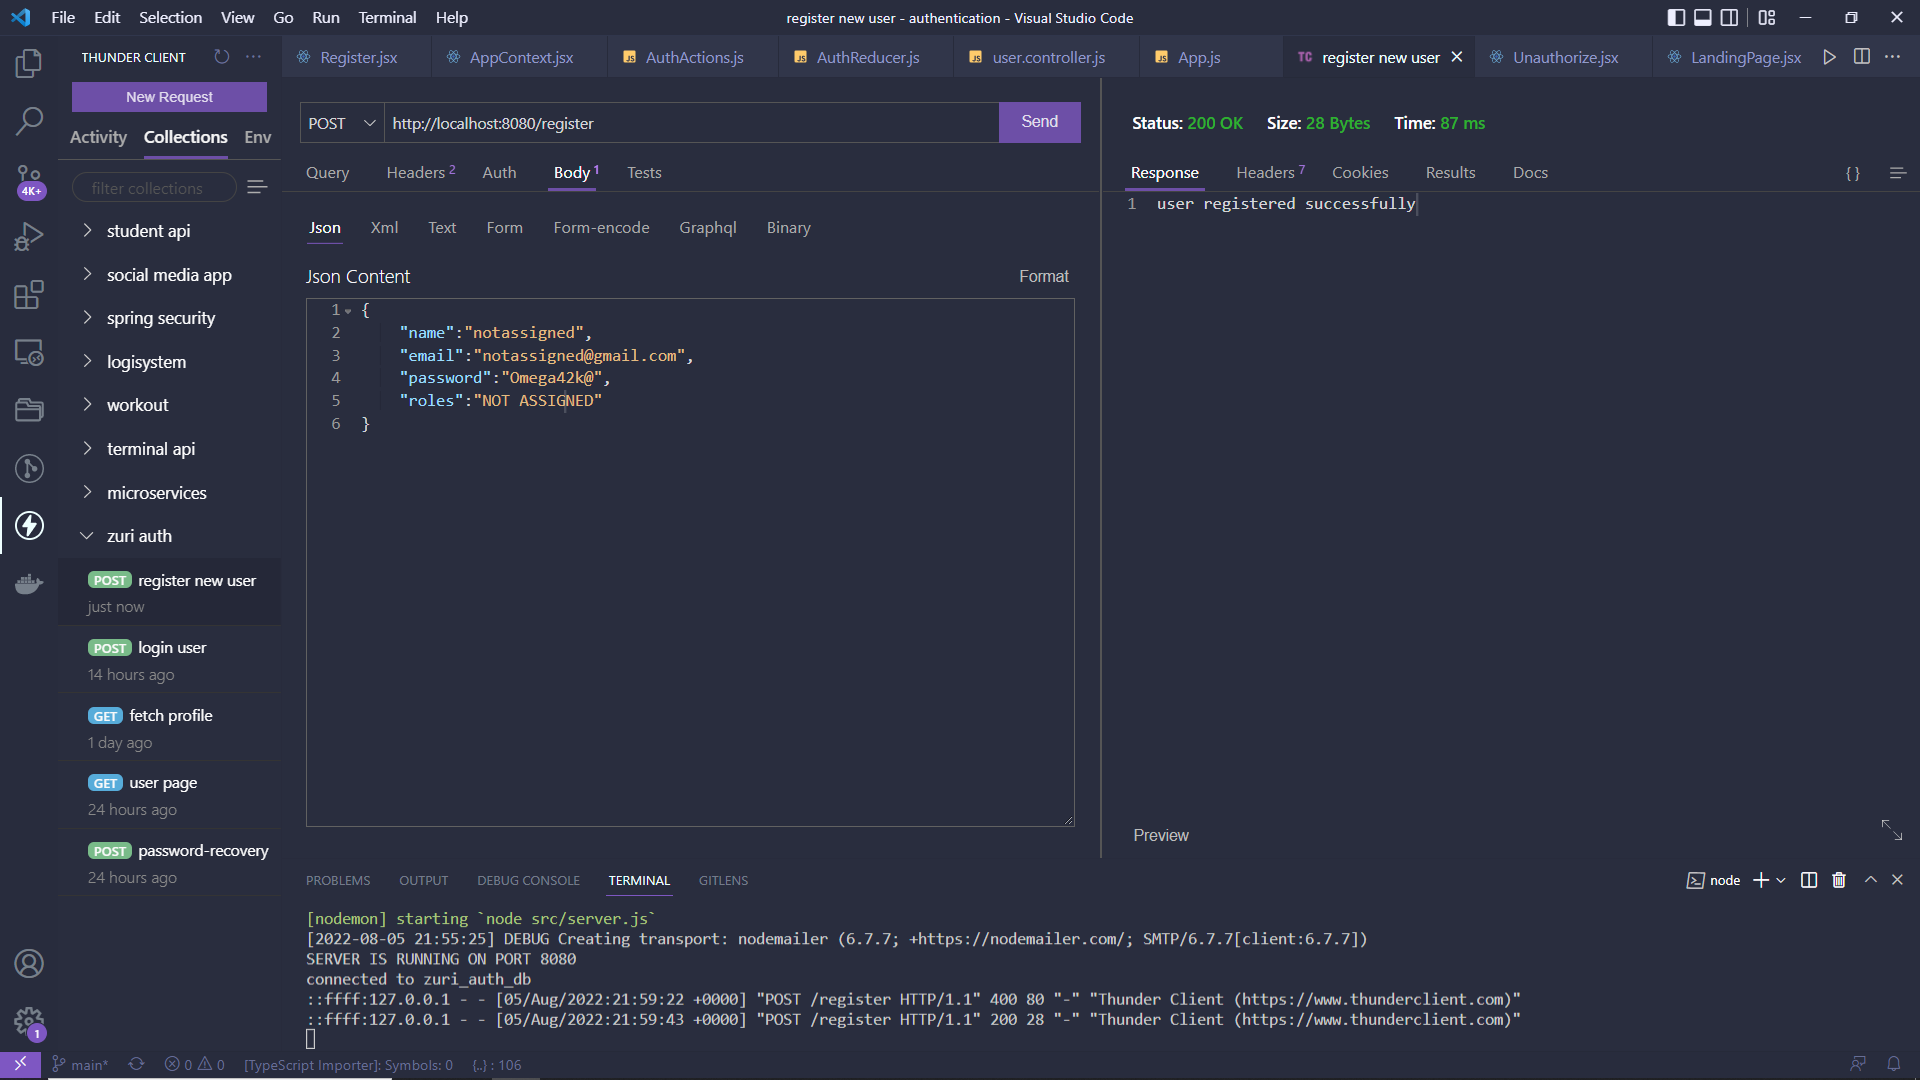 File Edit Selection View Go Run Terminal Help
register new user - authentication - Visual Studio Code
THUNDER CLIENT
New Request
Activity Collections Env
filter collections
4K+
student api
social media app
spring security
logisystem
workout
terminal api
microservices
zuri auth
POST register new user
just now
POST login user
14 hours ago
GET fetch profile
1 day ago
GET user page
24 hours ago
POST password-recovery
24 hours ago
1
Register.jsx
AppContext.jsx
JS AuthActions.js
JS AuthReducer.js
JS user.controller.js
JS App.js
TC register new user
Unauthorize.jsx
LandingPage.jsx
POST http://localhost:8080/register Send
Query Headers 2 Auth Body 1 Tests
Json Xml Text Form Form-encode Graphql Binary
Json Content Format
1 {
2 "name":"notassigned",
3 "email":"notassigned@gmail.com",
4 "password":"Omega42k@",
5 "roles":"NOT ASSIGNED"
6 }
Status: 200 OK Size: 28 Bytes Time: 87 ms
Response Headers 7 Cookies Results Docs { }
1 user registered successfully
Preview
PROBLEMS OUTPUT DEBUG CONSOLE TERMINAL GITLENS
node
[nodemon] starting `node src/server.js`
[2022-08-05 21:55:25] DEBUG Creating transport: nodemailer (6.7.7; +https://nodemailer.com/; SMTP/6.7.7[client:6.7.7])
SERVER IS RUNNING ON PORT 8080
connected to zuri_auth_db
::ffff:127.0.0.1 - - [05/Aug/2022:21:59:22 +0000] "POST /register HTTP/1.1" 400 80 "-" "Thunder Client (https://www.thunderclient.com)"
::ffff:127.0.0.1 - - [05/Aug/2022:21:59:43 +0000] "POST /register HTTP/1.1" 200 28 "-" "Thunder Client (https://www.thunderclient.com)"
main* 0 0 [TypeScript Importer]: Symbols: 0 {..} : 106